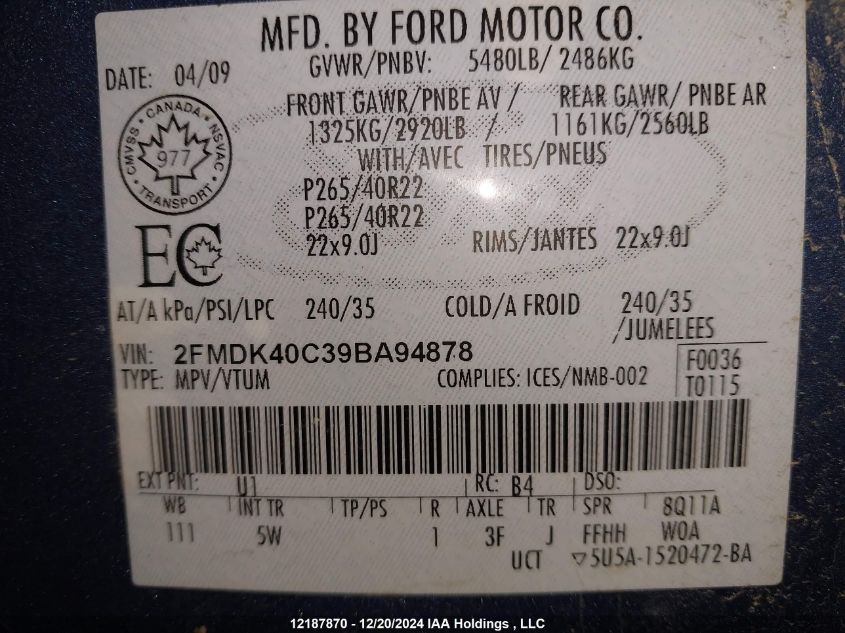 MFD. BY FORD MOTOR CO.
DATE: 04/09
GVWR/PNBV: 5480LB/ 2486KG
FRONT GAWR/PNBE AV / REAR GAWR/ PNBE AR
1325KG/2920LB / 1161KG/2560LB
WITH/AVEC TIRES/PNEUS
CANADA
CMVSS · NSVAC
977
TRANSPORT
P265/40R22
P265/40R22
22x9.0J RIMS/JANTES 22x9.0J
EC
AT/A kPa/PSI/LPC 240/35 COLD/A FROID 240/35
/JUMELEES
VIN: 2FMDK40C39BA94878
F0036
TYPE: MPV/VTUM COMPLIES: ICES/NMB-002
T0115
EXT PNT: U1 RC: B4 DSO:
WB INT TR TP/PS R AXLE TR SPR 8Q11A
111 5W 1 3F J FFHH WOA
UCT ▽5U5A-1520472-BA
12187870 - 12/20/2024 IAA Holdings , LLC